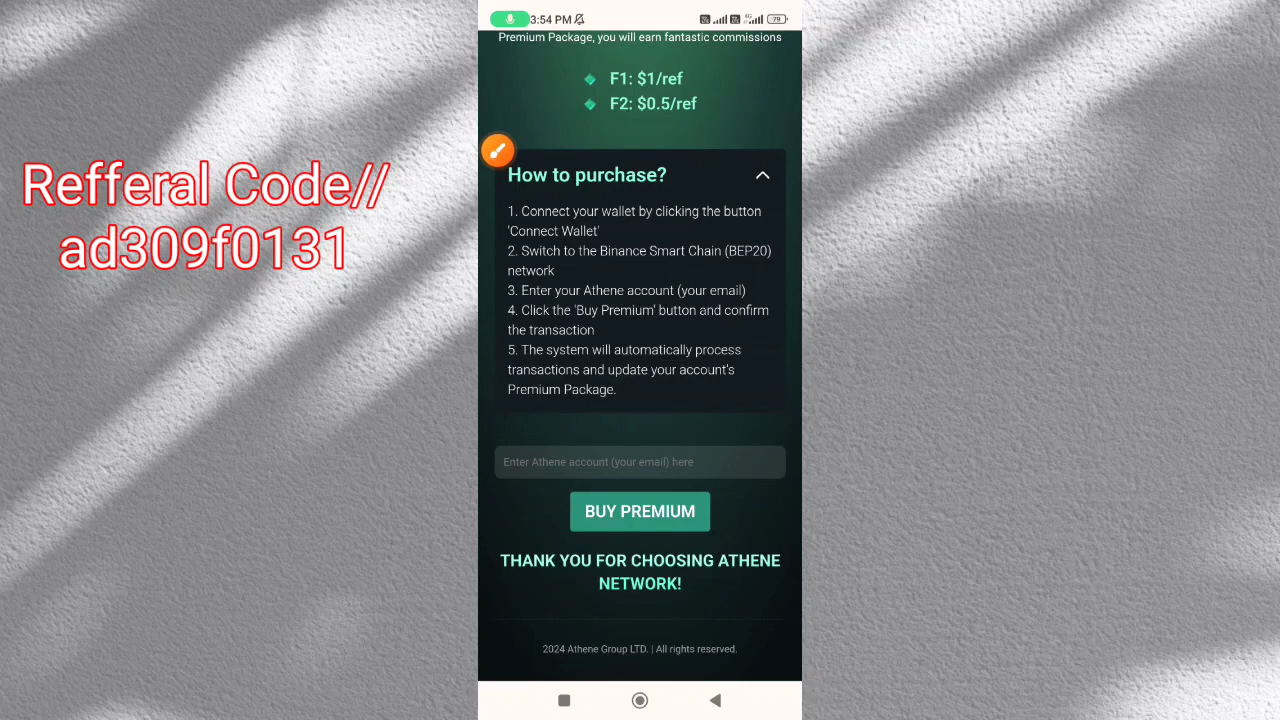 Refferal Code//
ad309f0131
3:54 PM
4G
79
Premium Package, you will earn fantastic commissions
F1: $1/ref
F2: $0.5/ref
How to purchase?
1. Connect your wallet by clicking the button
'Connect Wallet'
2. Switch to the Binance Smart Chain (BEP20)
network
3. Enter your Athene account (your email)
4. Click the 'Buy Premium' button and confirm
the transaction
5. The system will automatically process
transactions and update your account's
Premium Package.
Enter Athene account (your email) here
BUY PREMIUM
THANK YOU FOR CHOOSING ATHENE
NETWORK!
2024 Athene Group LTD. | All rights reserved.